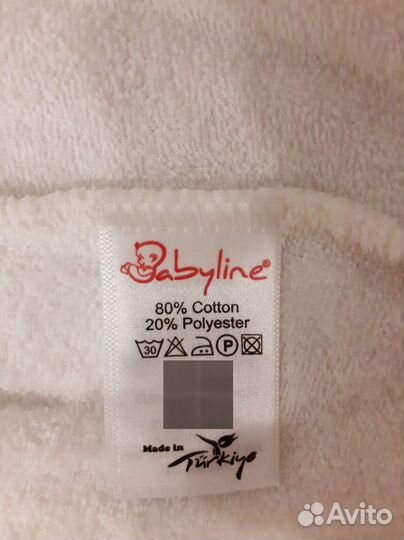 Babyline®
80% Cotton
20% Polyester
30 P
Made in Türkiye
Avito